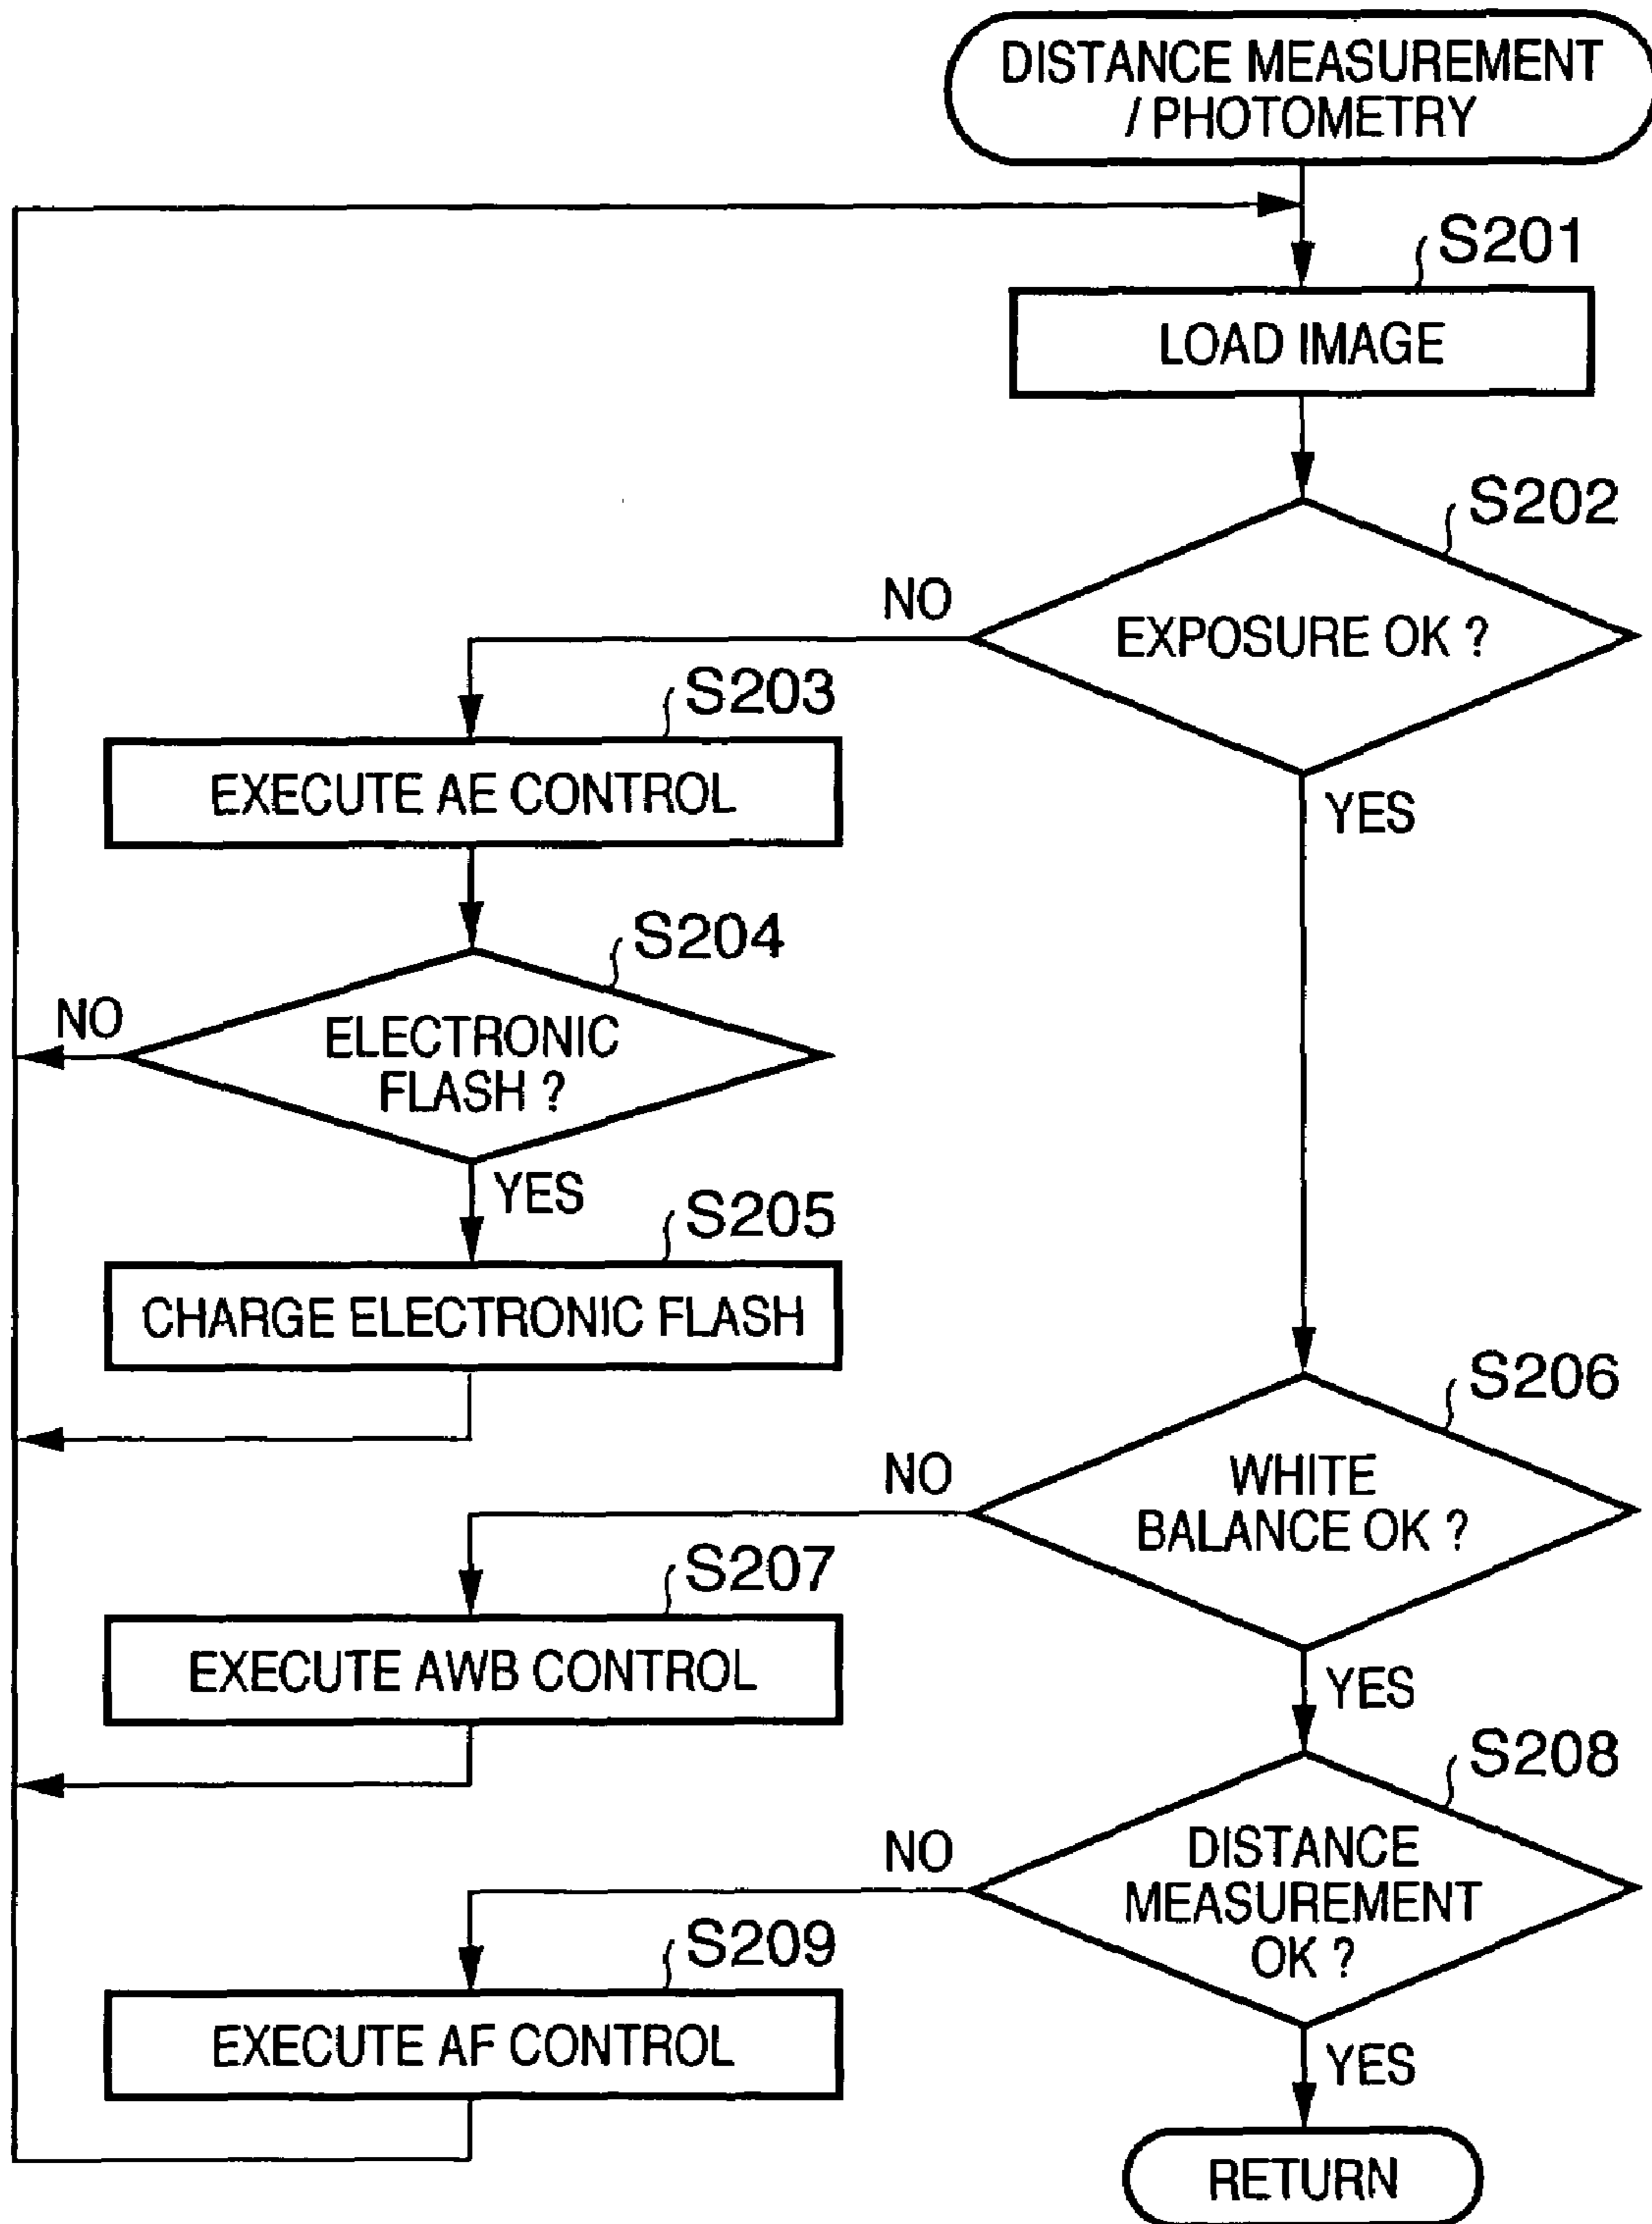 DISTANCE MEASUREMENT
/ PHOTOMETRY
S201
LOAD IMAGE
S202
NO
EXPOSURE OK ?
S203
YES
EXECUTE AE CONTROL
S204
NO
ELECTRONIC
FLASH ?
YES
S205
CHARGE ELECTRONIC FLASH
S206
NO
WHITE
BALANCE OK ?
S207
EXECUTE AWB CONTROL
YES
S208
NO
DISTANCE
MEASUREMENT
OK ?
S209
EXECUTE AF CONTROL
YES
RETURN